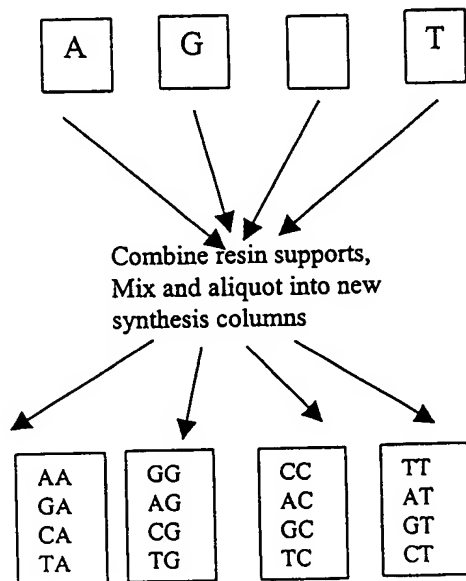 A G T
Combine resin supports,
Mix and aliquot into new
synthesis columns
AA GG CC TT
GA AG AC AT
CA CG GC GT
TA TG TC CT